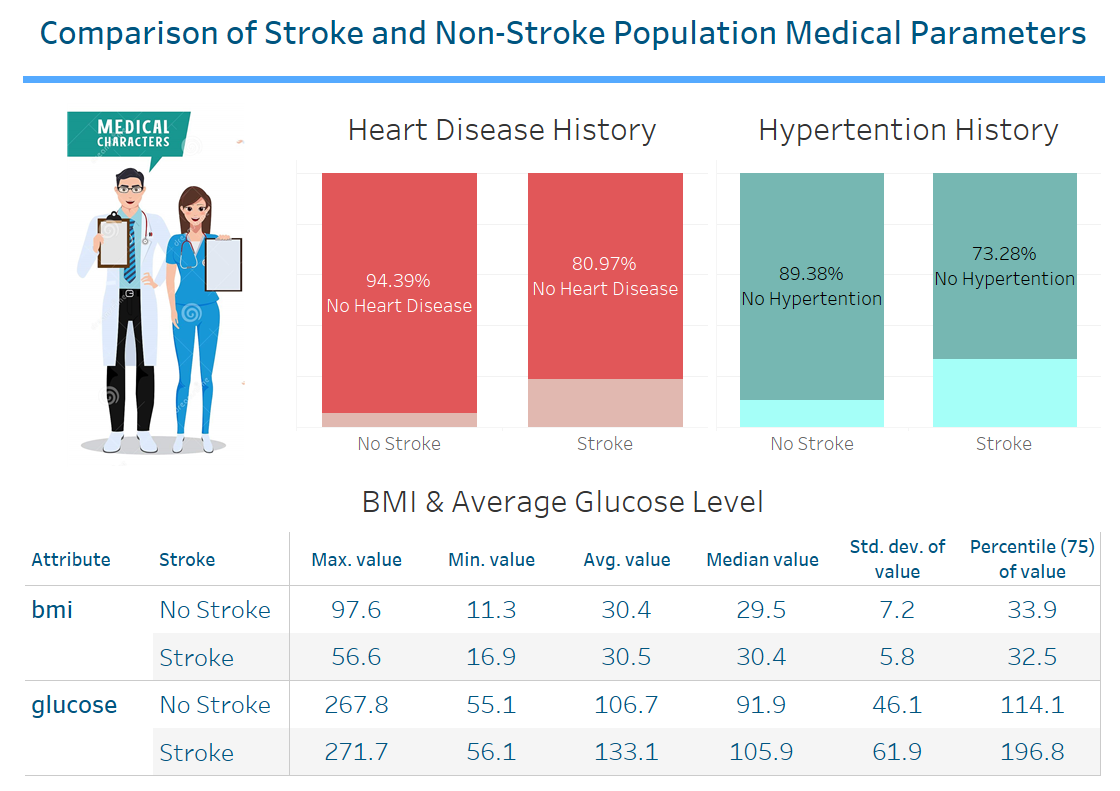 Comparison of Stroke and Non-Stroke Population Medical Parameters
MEDICAL
CHARACTERS
Heart Disease History
94.39%
No Heart Disease
80.97%
No Heart Disease
No Stroke
Stroke
Hypertention History
89.38%
No Hypertention
73.28%
No Hypertention
No Stroke
Stroke
BMI & Average Glucose Level
Attribute Stroke Max. value Min. value Avg. value Median value Std. dev. of value Percentile (75) of value
bmi No Stroke 97.6 11.3 30.4 29.5 7.2 33.9
Stroke 56.6 16.9 30.5 30.4 5.8 32.5
glucose No Stroke 267.8 55.1 106.7 91.9 46.1 114.1
Stroke 271.7 56.1 133.1 105.9 61.9 196.8